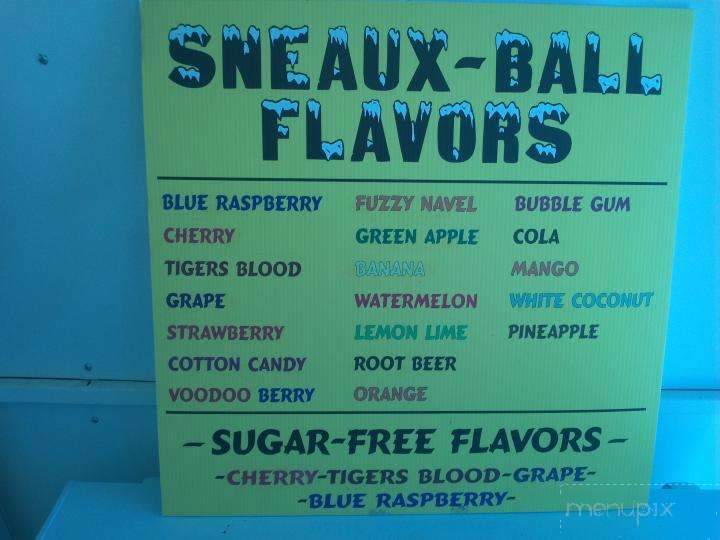 SNEAUX-BALL
FLAVORS
BLUE RASPBERRY
CHERRY
TIGERS BLOOD
GRAPE
STRAWBERRY
COTTON CANDY
VOODOO BERRY
FUZZY NAVEL
GREEN APPLE
BANANA
WATERMELON
LEMON LIME
ROOT BEER
ORANGE
BUBBLE GUM
COLA
MANGO
WHITE COCONUT
PINEAPPLE
- SUGAR-FREE FLAVORS -
-CHERRY-TIGERS BLOOD-GRAPE-
-BLUE RASPBERRY-
menupix